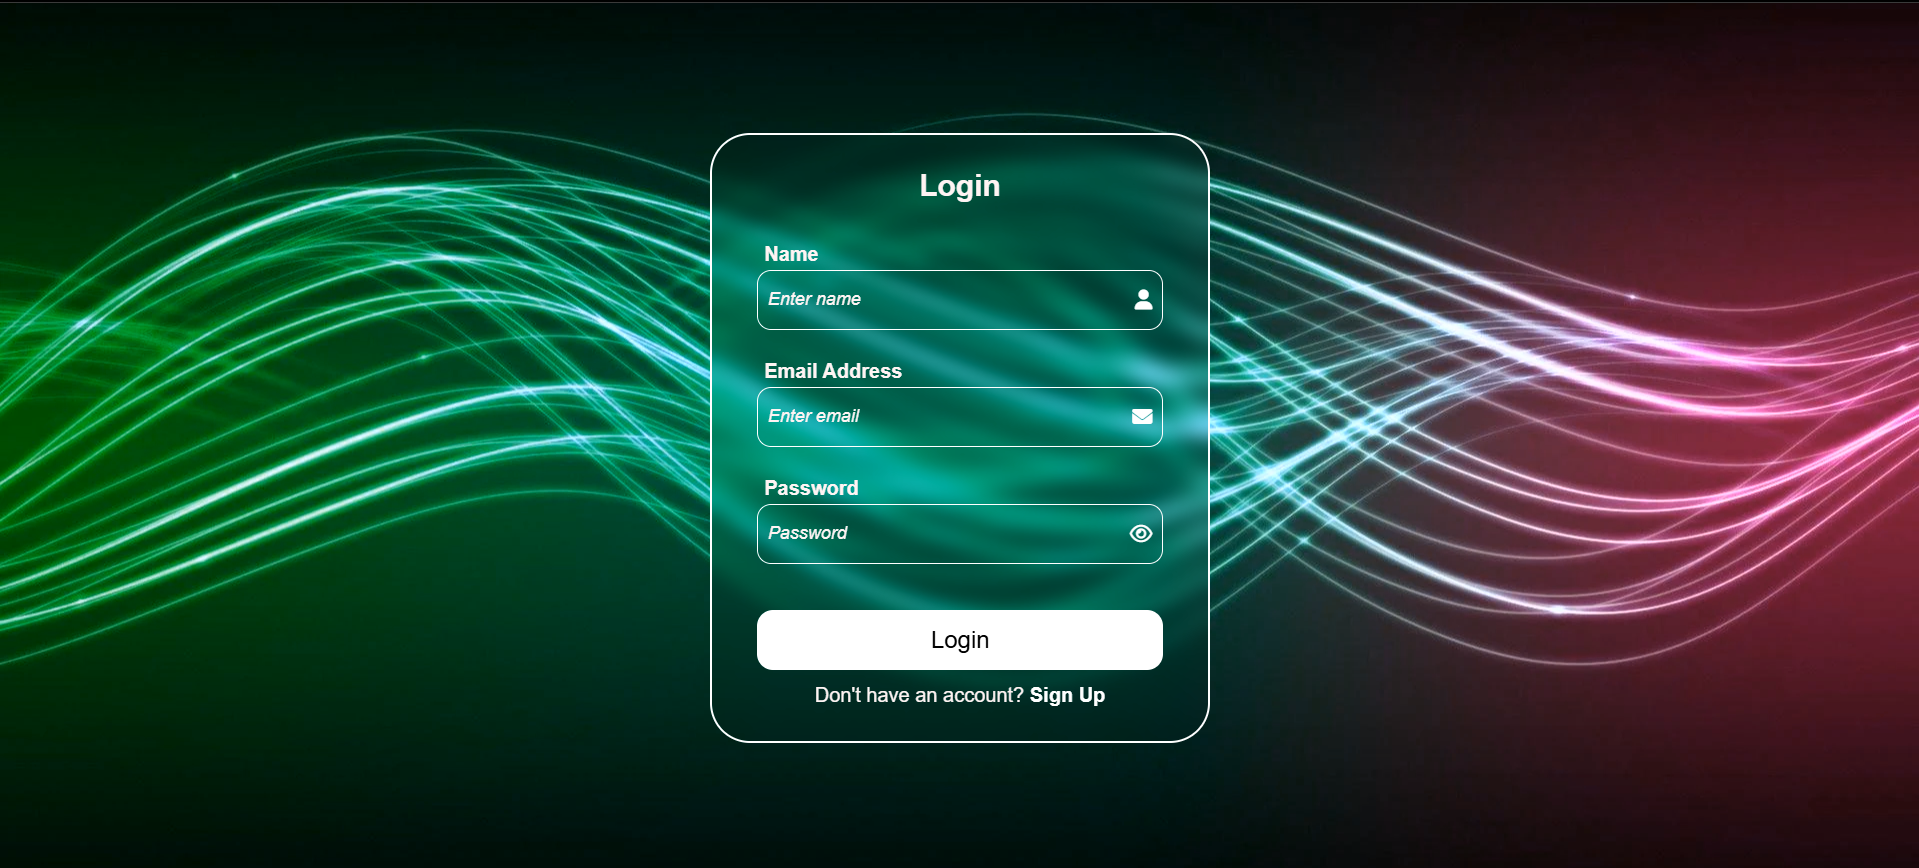 Login
Name
Enter name
Email Address
Enter email
Password
Password
Login
Don't have an account? Sign Up